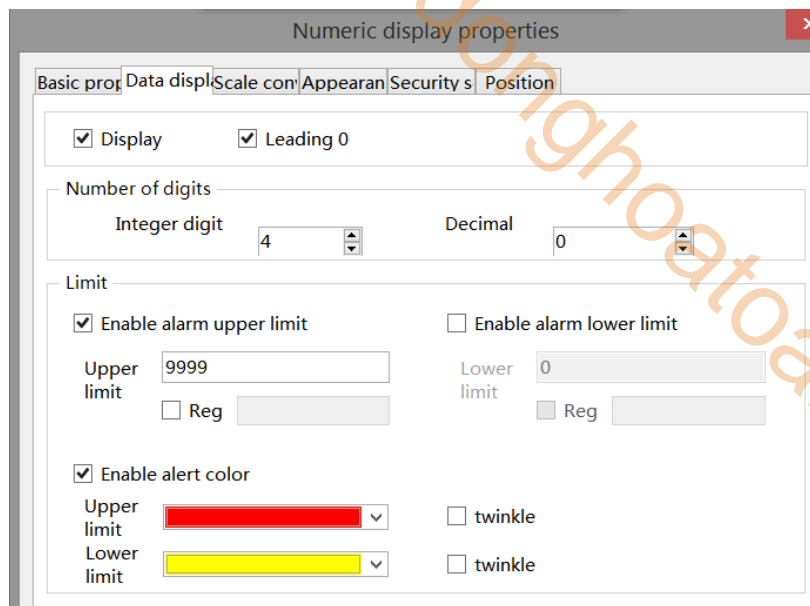 Numeric display properties
Basic prop Data displa Scale con Appearan Security s Position
Display Leading 0
Number of digits
Integer digit 4 Decimal 0
Limit
Enable alarm upper limit Enable alarm lower limit
Upper limit 9999 Lower limit 0
Reg Reg
Enable alert color
Upper limit twinkle
Lower limit twinkle
onghoatoa